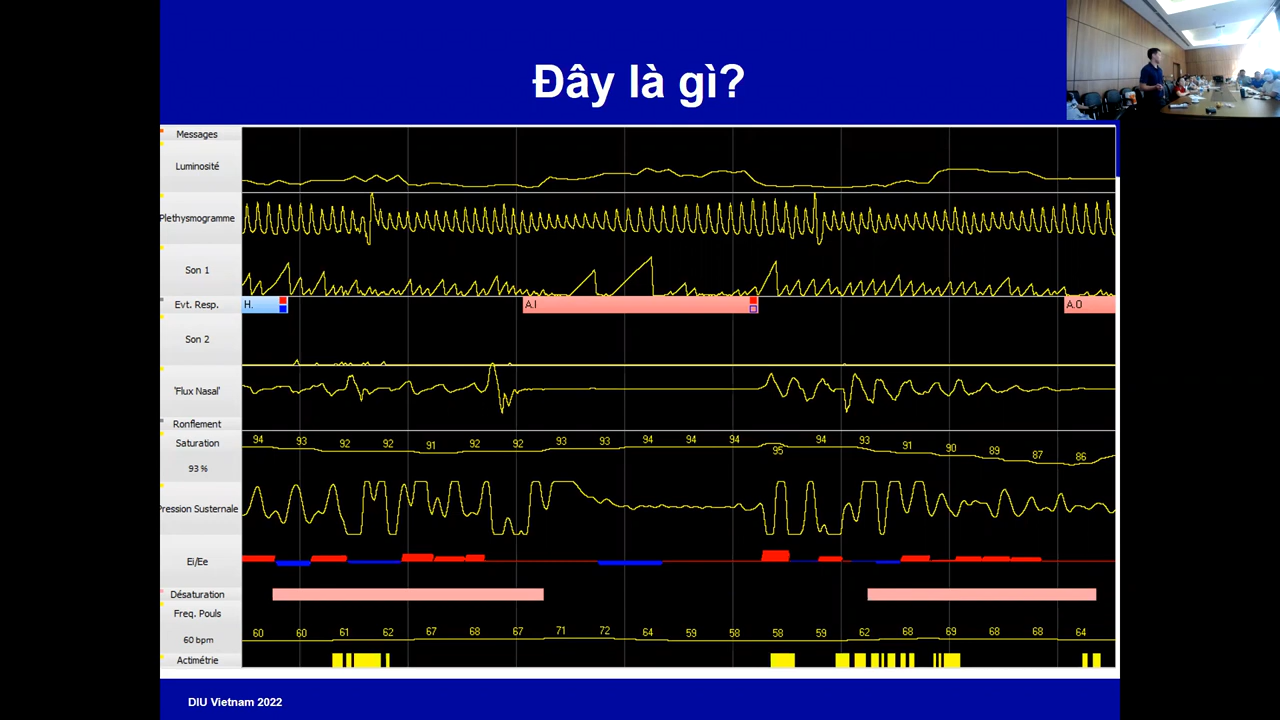 Đây là gì?
Messages
Luminosité
Plethysmogramme
Son 1
Evt. Resp.
H.
A.I
A.O
Son 2
'Flux Nasal'
Ronflement
Saturation
94 93 92 92 91 92 92 93 93 94 94 94 95 94 93 91 90 89 87 86
93 %
Pression Susternale
Ei/Ee
Désaturation
Freq. Pouls
60 60 61 62 67 68 67 71 72 64 59 58 58 59 62 68 69 68 68 64
60 bpm
Actimétrie
DIU Vietnam 2022